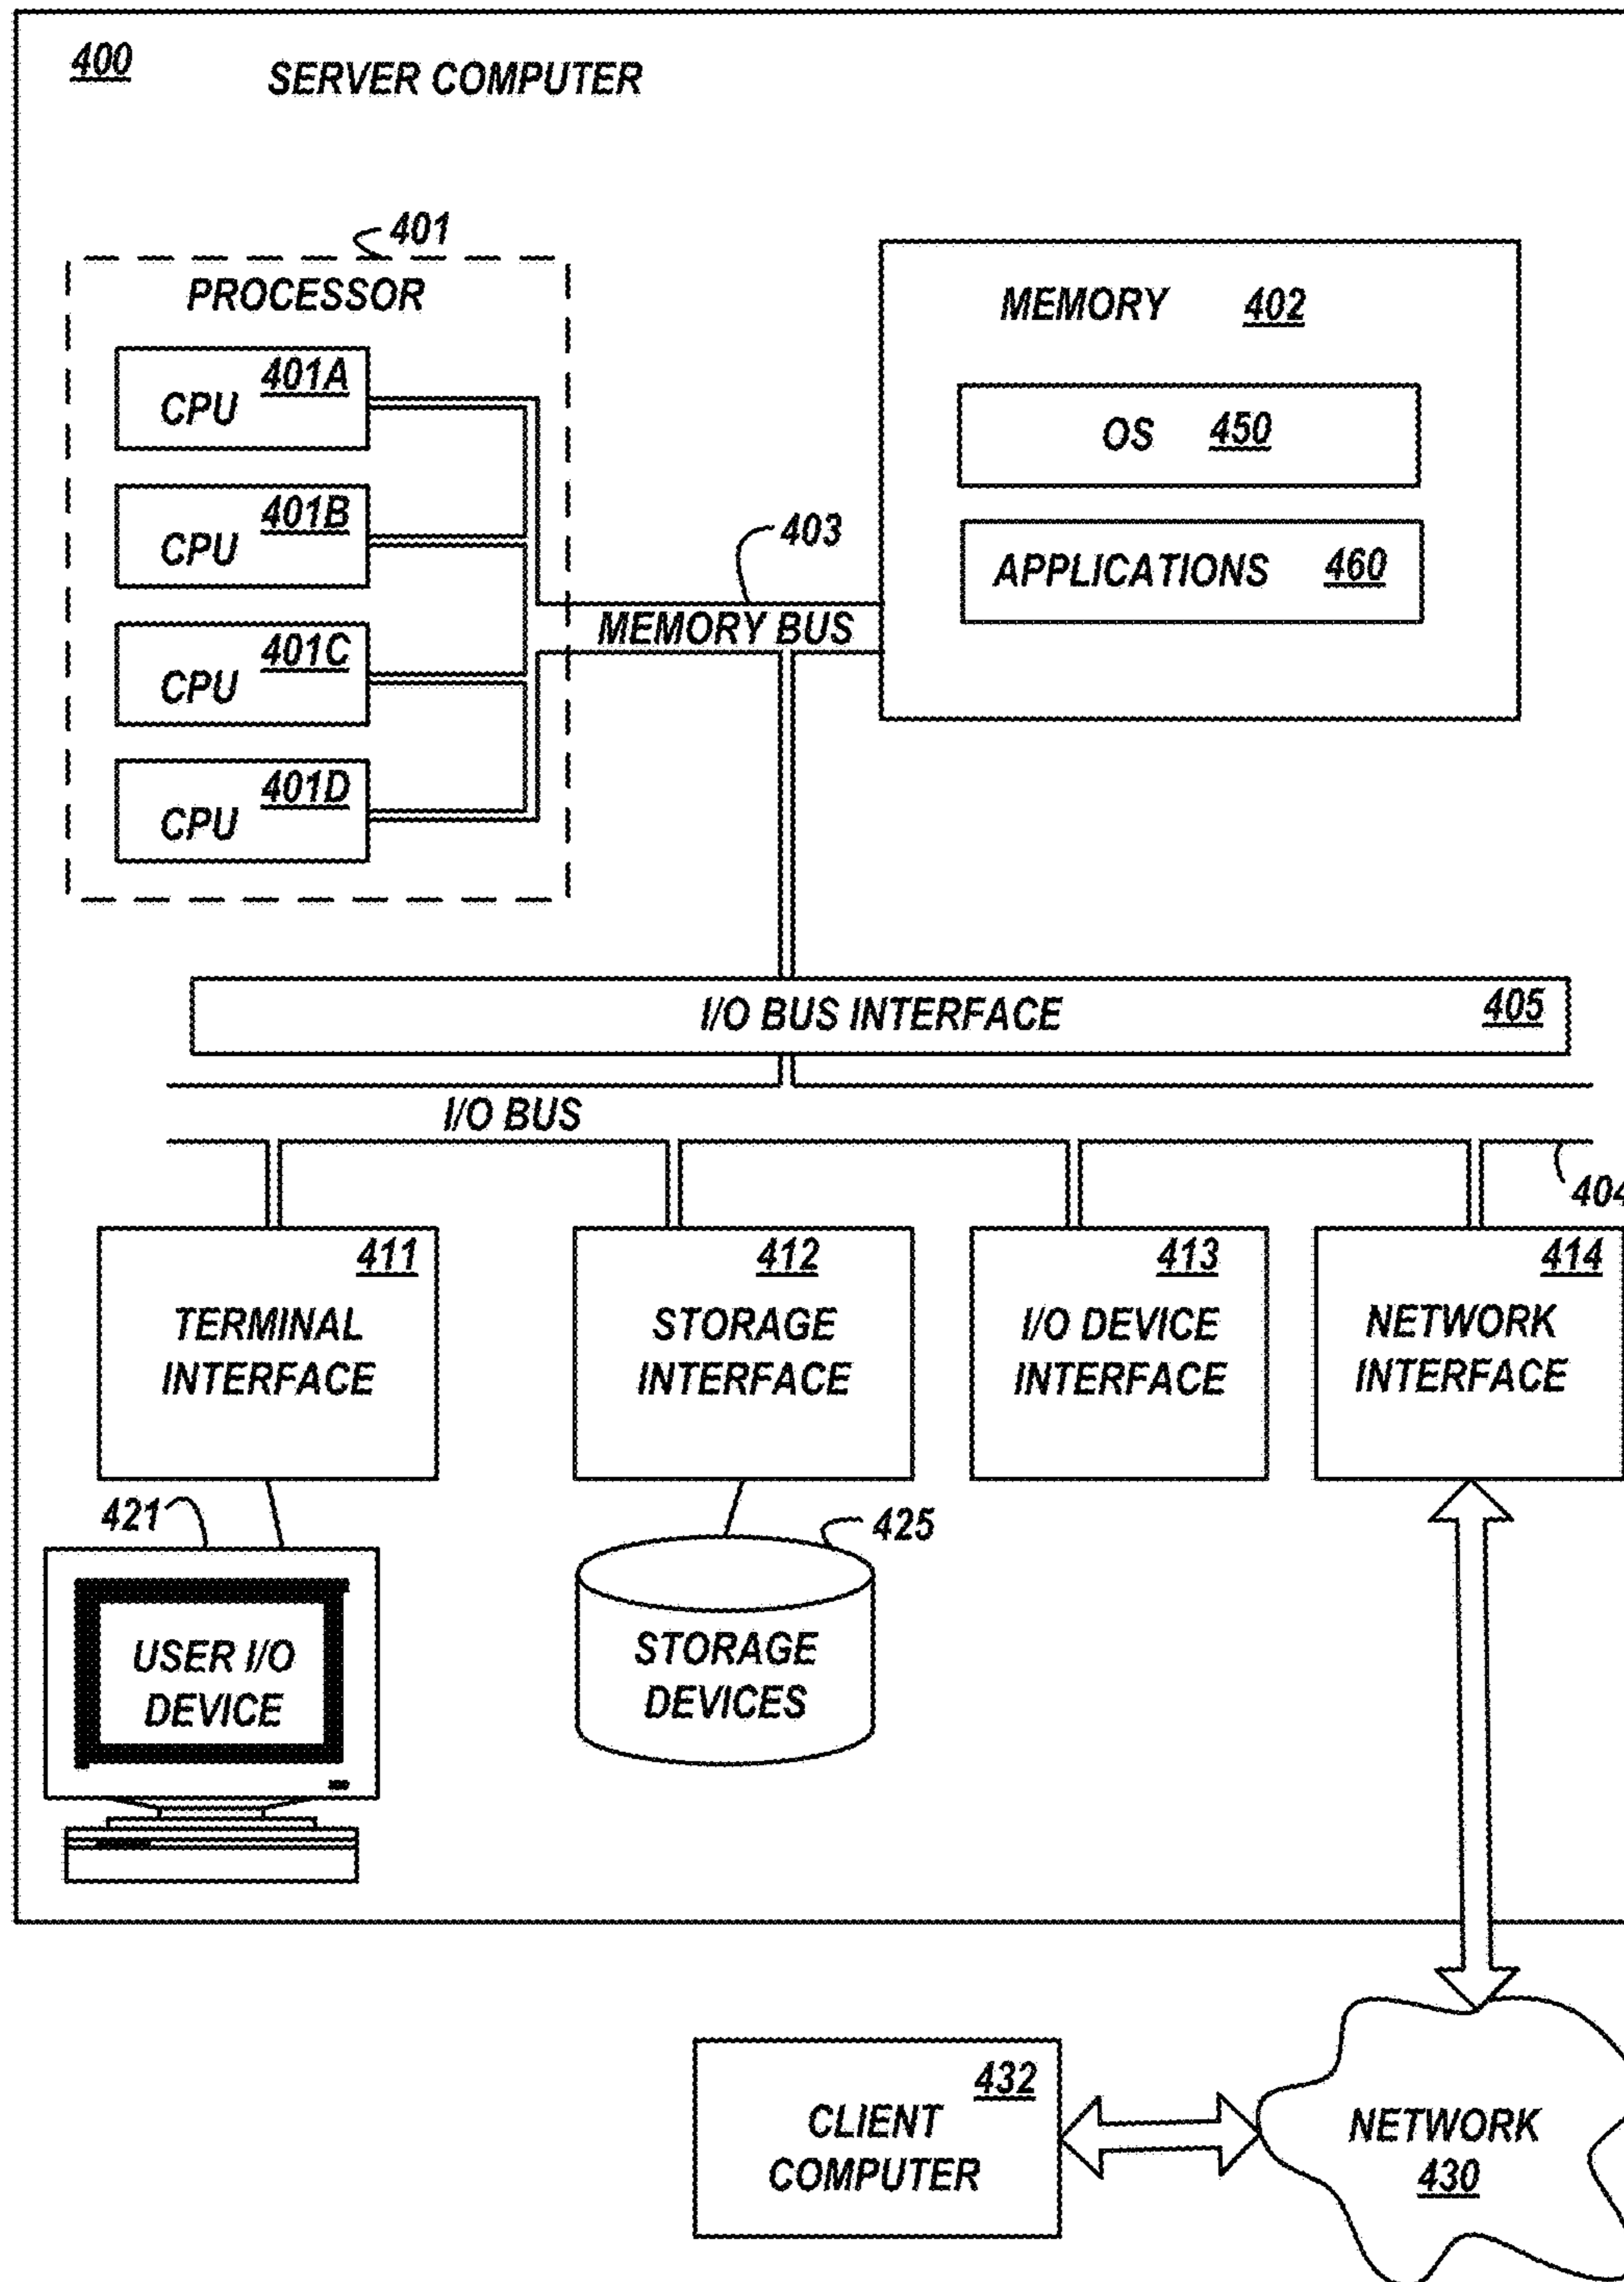 400 SERVER COMPUTER
401
PROCESSOR
401A
CPU
401B
CPU
401C
CPU
401D
CPU
MEMORY 402
OS 450
APPLICATIONS 460
403
MEMORY BUS
I/O BUS INTERFACE 405
I/O BUS
404
411
TERMINAL
INTERFACE
412
STORAGE
INTERFACE
413
I/O DEVICE
INTERFACE
414
NETWORK
INTERFACE
421
USER I/O
DEVICE
425
STORAGE
DEVICES
432
CLIENT
COMPUTER
NETWORK
430